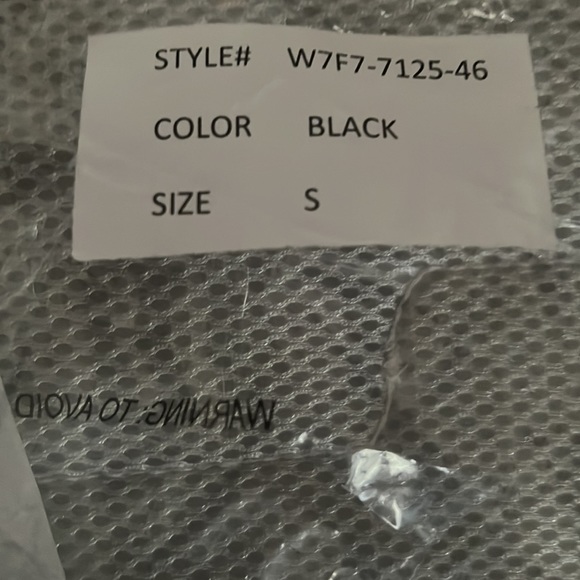 STYLE# W7F7-7125-46
COLOR BLACK
SIZE S
WARNING: TO AVOID